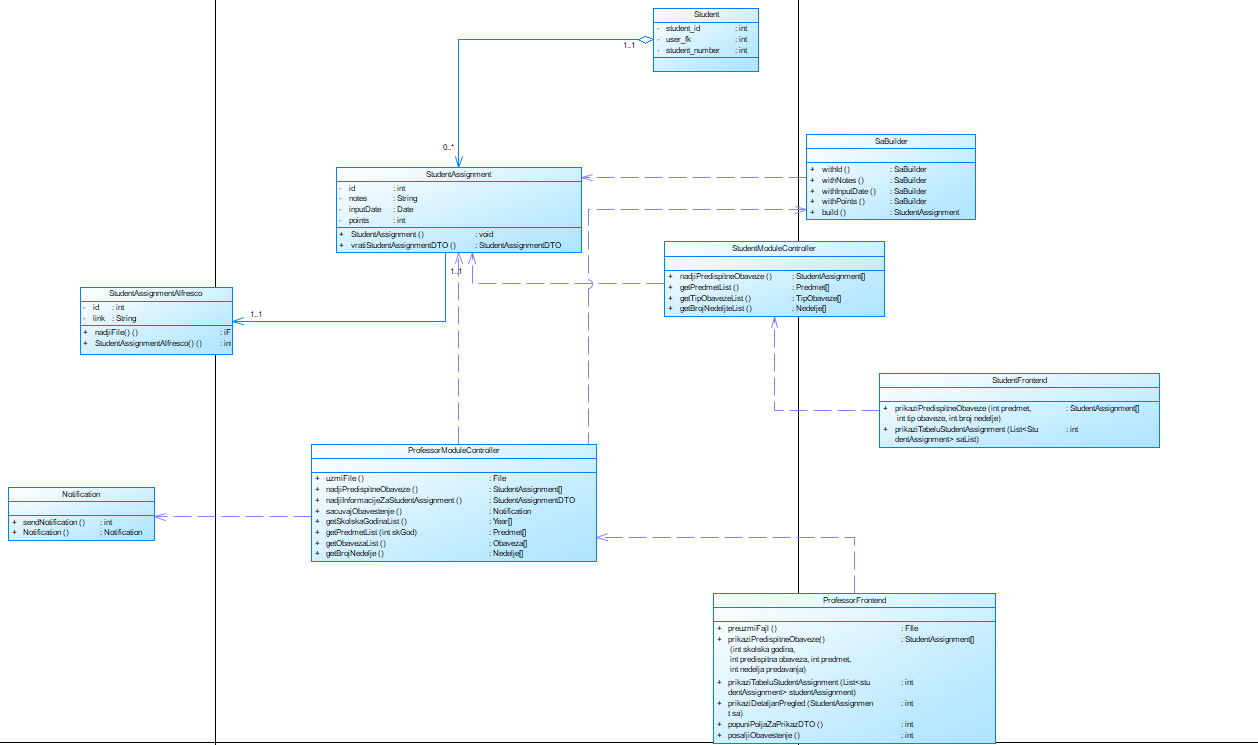 Student
- student_id : int
- user_fk : int
- student_number : int
1..1
0..*
SaBuilder
+ withId () : SaBuilder
+ withNotes () : SaBuilder
+ withInputDate () : SaBuilder
+ withPoints () : SaBuilder
+ build () : StudentAssignment
StudentAssignment
- id : int
- notes : String
- inputDate : Date
- points : int
+ StudentAssignment () : void
+ vratiStudentAssignmentDTO () : StudentAssignmentDTO
1..1
StudentModuleController
+ nadjiPredispitneObaveze () : StudentAssignment[]
+ getPredmetList () : Predmet[]
+ getTipObavezeList () : TipObaveze[]
+ getBrojNedeljteList () : Nedelje[]
StudentAssignmentAlfresco
- id : int
- link : String
+ nadjiFile() () : iF
+ StudentAssignmentAlfresco() () : int
1..1
StudentFrontend
+ prikaziPredispitneObaveze (int predmet, : StudentAssignment[]
int tip obaveze, int broj nedelje)
+ prikaziTabeluStudentAssignment (List<Stu : int
dentAssignment> saList)
ProfessorModuleController
+ uzmiFile () : File
+ nadjiPredispitneObaveze () : StudentAssignment[]
+ nadjiInformacijeZaStudentAssignment () : StudentAssignmentDTO
+ sacuvajObavestenje () : Notification
+ getSkolskaGodinaList () : Year[]
+ getPredmetList (int skGod) : Predmet[]
+ getObavezaList () : Obaveza[]
+ getBrojNedelje () : Nedelje[]
Notification
+ sendNotification () : int
+ Notification () : Notification
ProfessorFrontend
+ preuzmiFajl () : FIle
+ prikaziPredispitneObaveze() : StudentAssignment[]
(int skolska godina,
int predispitna obaveza, int predmet,
int nedelja predavanja)
+ prikaziTabeluStudentAssignment (List<stu : int
dentAssignment> studentAssignment)
+ prikaziDetaljanPregled (StudentAssignmen : int
t sa)
+ popuniPoljaZaPrikazDTO () : int
+ posaljiObavestenje () : int